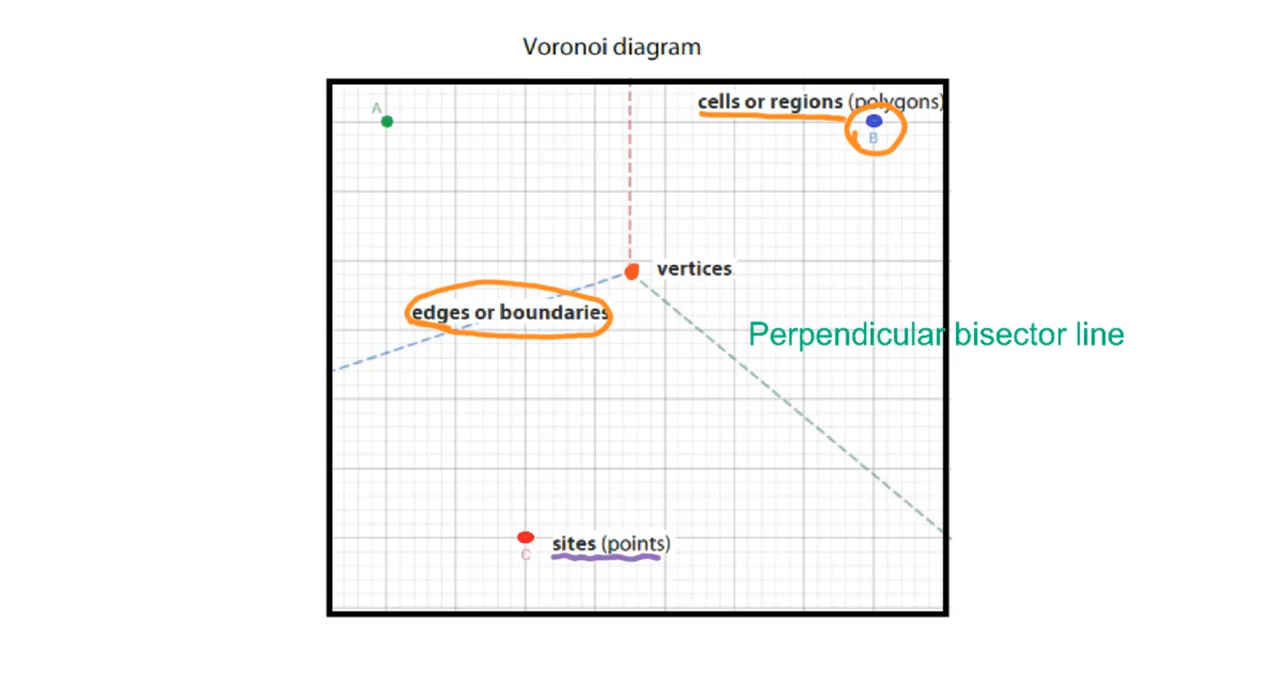 Voronoi diagram
A
cells or regions (polygons)
B
vertices
edges or boundaries
Perpendicular bisector line
sites (points)
C